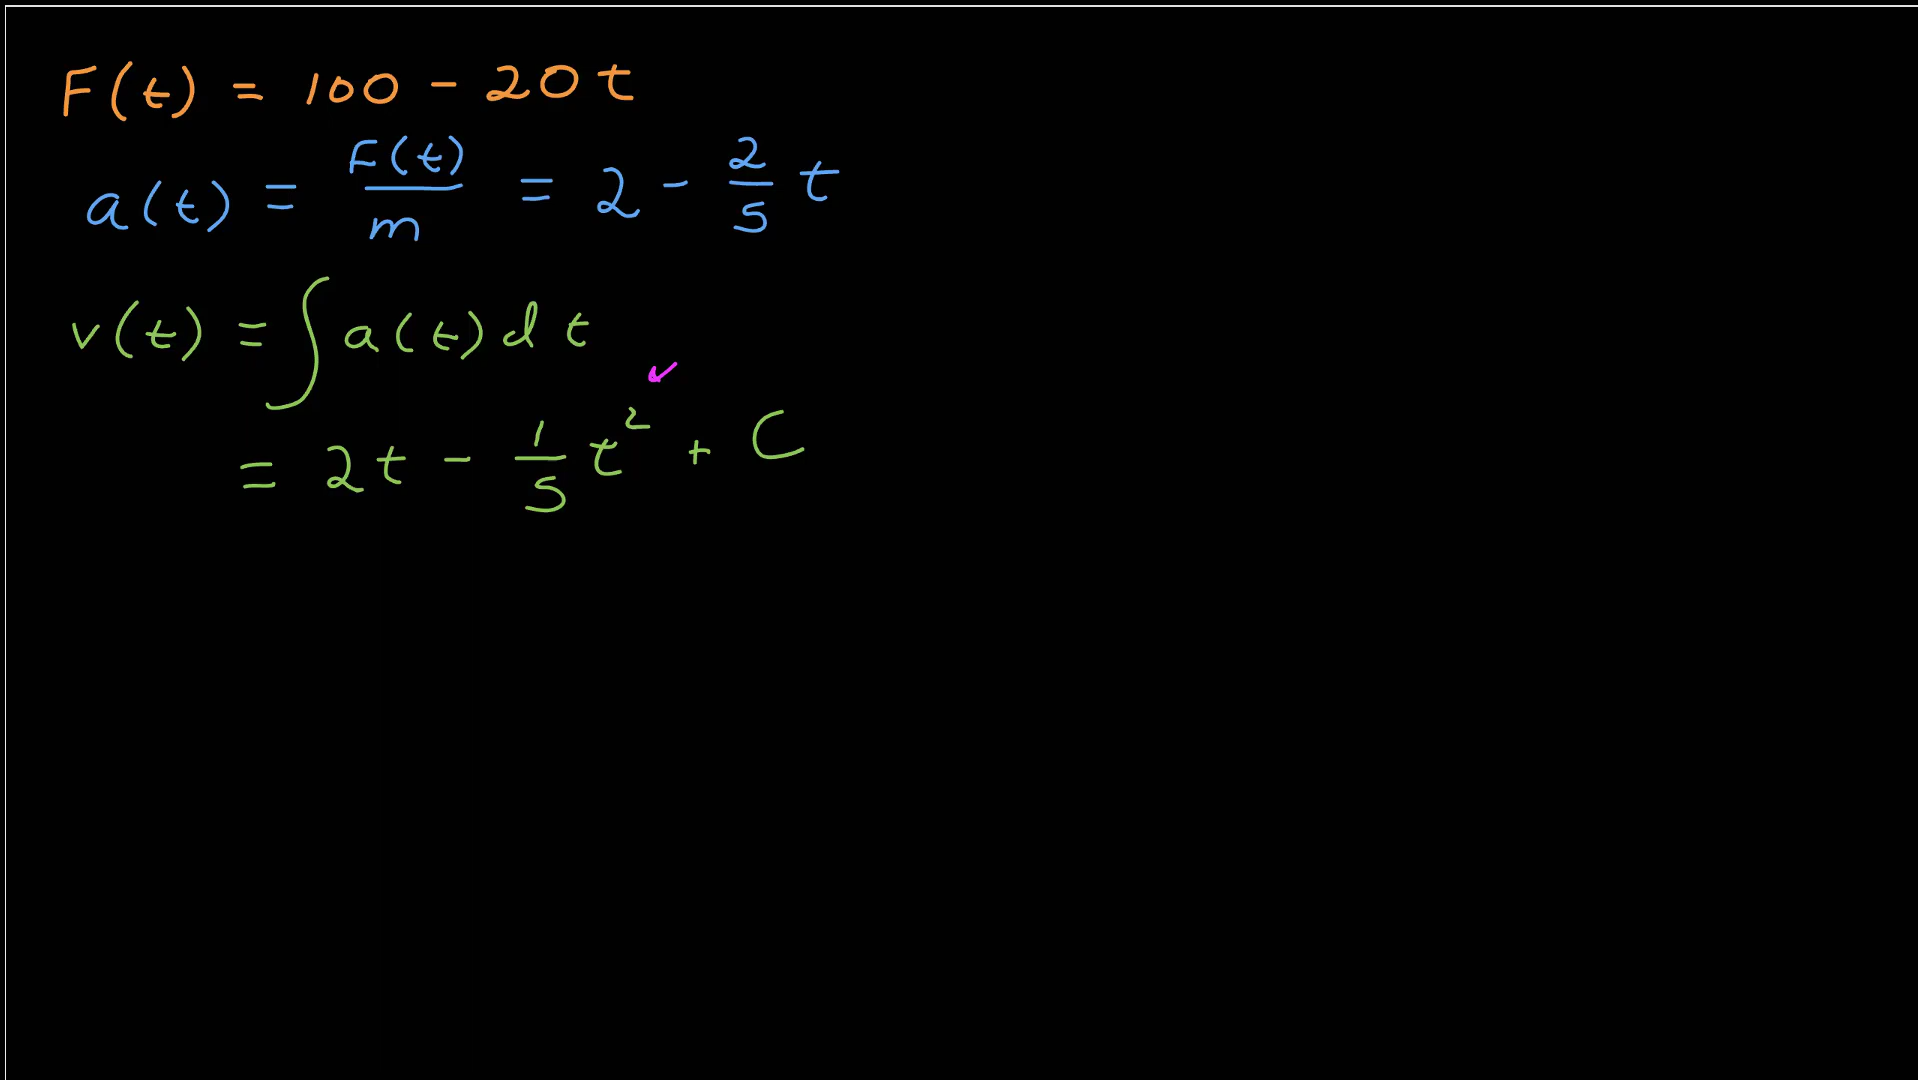 F(t) = 100 - 20t
a(t) = F(t)/m = 2 - 2/5 t
v(t) = ∫ a(t) dt
= 2t - 1/5 t² + C